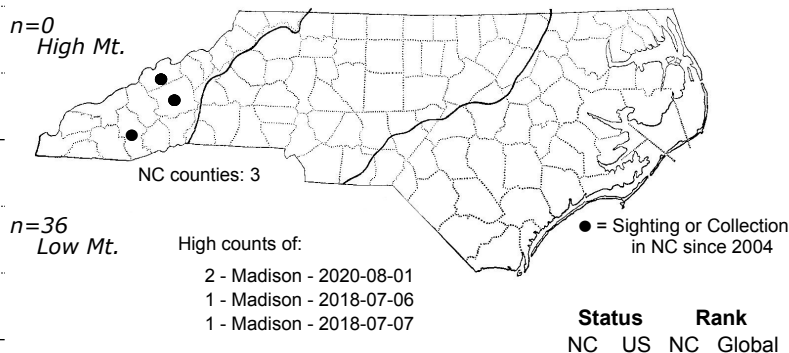 n=0
High Mt.
NC counties: 3
n=36
Low Mt.
High counts of:
2 - Madison - 2020-08-01
1 - Madison - 2018-07-06
1 - Madison - 2018-07-07
● = Sighting or Collection
in NC since 2004
Status Rank
NC US NC Global